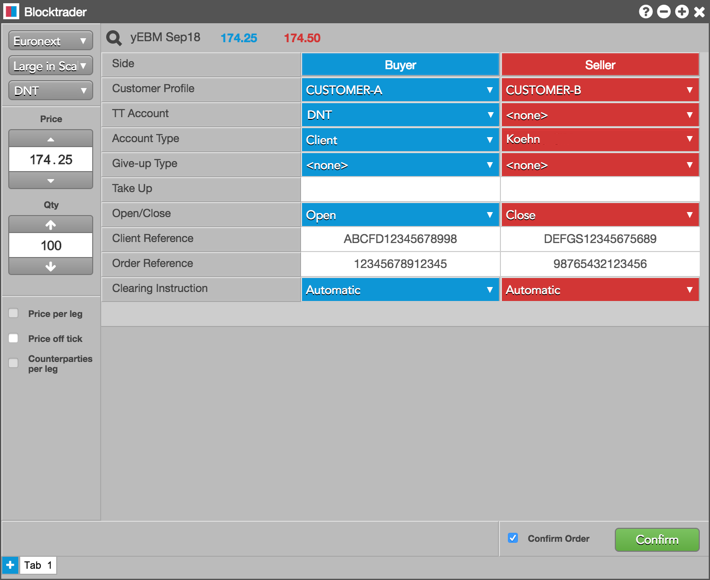 Blocktrader
Euronext
Large in Sca
DNT
Price
174.25
Qty
100
Price per leg
Price off tick
Counterparties
per leg
yEBM Sep18 174.25 174.50
Side Buyer Seller
Customer Profile CUSTOMER-A CUSTOMER-B
TT Account DNT <none>
Account Type Client Koehn
Give-up Type <none> <none>
Take Up
Open/Close Open Close
Client Reference ABCFD12345678998 DEFGS12345675689
Order Reference 12345678912345 98765432123456
Clearing Instruction Automatic Automatic
Confirm Order Confirm
Tab 1